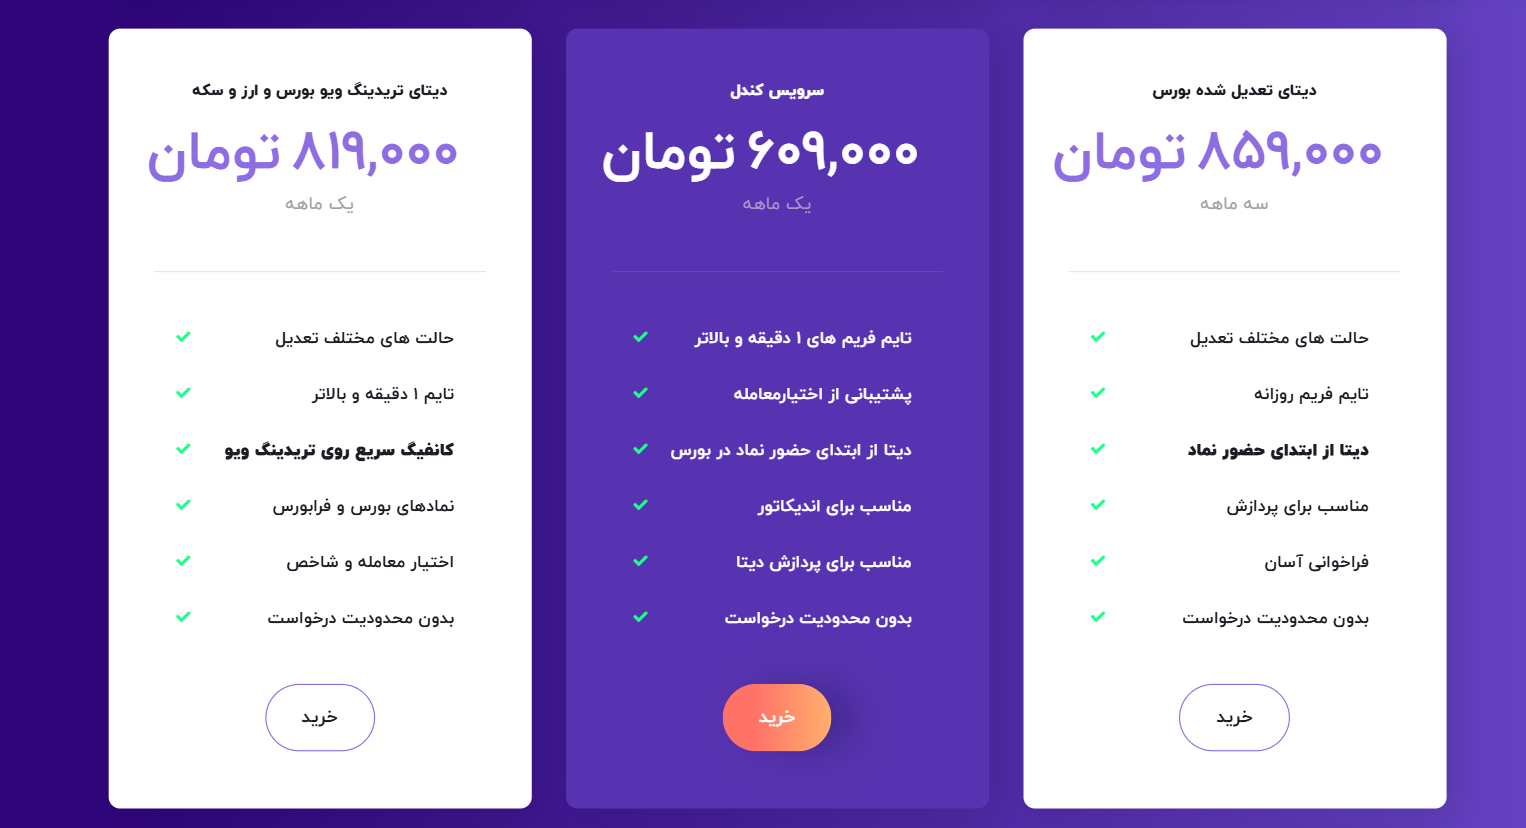 دیتای تعدیل شده بورس
۸۵۹,۰۰۰ تومان
سه ماهه
حالت های مختلف تعدیل
تایم فریم روزانه
دیتا از ابتدای حضور نماد
مناسب برای پردازش
فراخوانی آسان
بدون محدودیت درخواست
خرید
سرویس کندل
۶۰۹,۰۰۰ تومان
یک ماهه
تایم فریم های ۱ دقیقه و بالاتر
پشتیبانی از اختیارمعامله
دیتا از ابتدای حضور نماد در بورس
مناسب برای اندیکاتور
مناسب برای پردازش دیتا
بدون محدودیت درخواست
خرید
دیتای تریدینگ ویو بورس و ارز و سکه
۸۱۹,۰۰۰ تومان
یک ماهه
حالت های مختلف تعدیل
تایم ۱ دقیقه و بالاتر
کانفیگ سریع روی تریدینگ ویو
نمادهای بورس و فرابورس
اختیار معامله و شاخص
بدون محدودیت درخواست
خرید